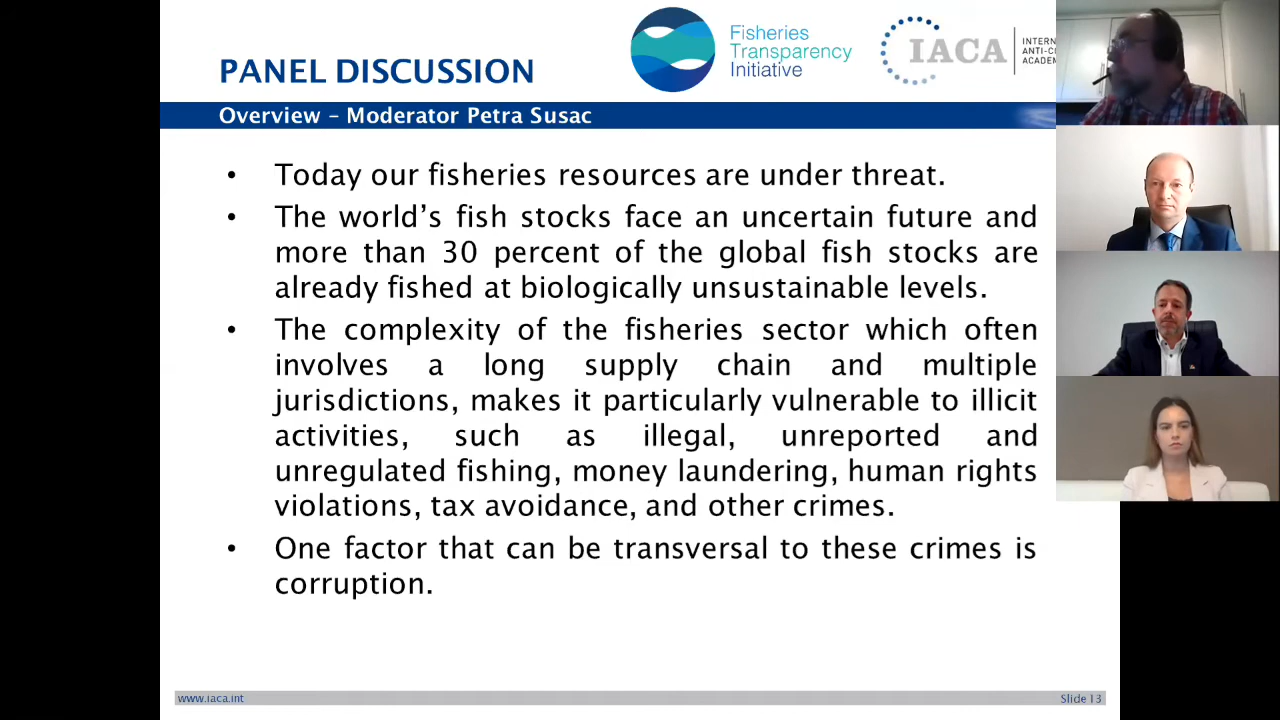 PANEL DISCUSSION
Fisheries
Transparency
Initiative
IACA
INTERN
ANTI-C
ACADEM
Overview – Moderator Petra Susac
• Today our fisheries resources are under threat.
• The world's fish stocks face an uncertain future and
more than 30 percent of the global fish stocks are
already fished at biologically unsustainable levels.
• The complexity of the fisheries sector which often
involves a long supply chain and multiple
jurisdictions, makes it particularly vulnerable to illicit
activities, such as illegal, unreported and
unregulated fishing, money laundering, human rights
violations, tax avoidance, and other crimes.
• One factor that can be transversal to these crimes is
corruption.
www.iaca.int
Slide 13